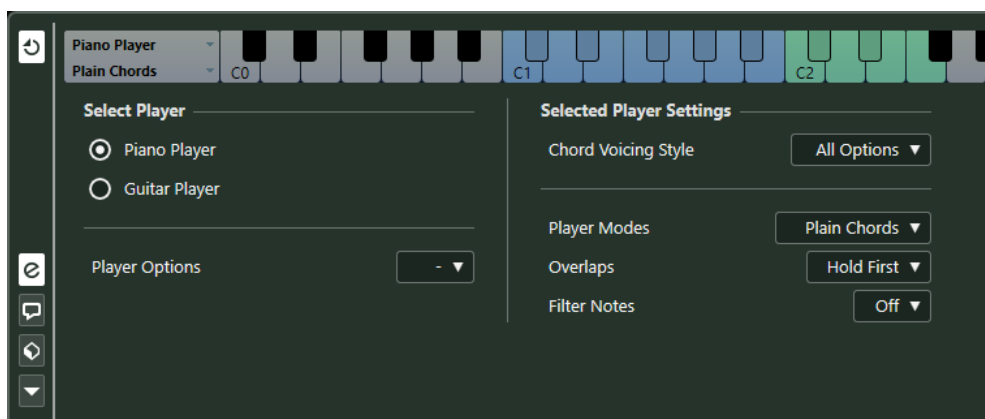 Piano Player
Plain Chords
C0
C1
C2
Select Player
Piano Player
Guitar Player
Player Options
-
Selected Player Settings
Chord Voicing Style
All Options
Player Modes
Plain Chords
Overlaps
Hold First
Filter Notes
Off